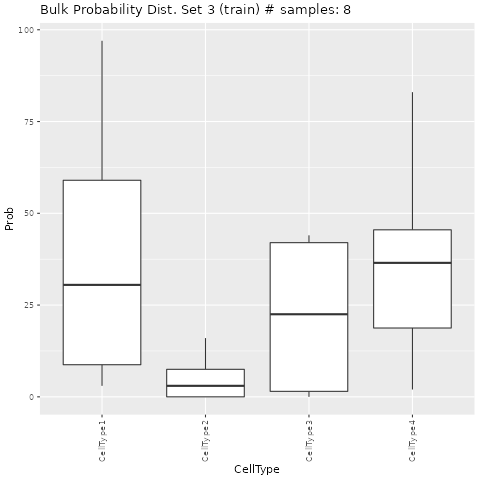 Bulk Probability Dist. Set 3 (train) # samples: 8
100
75
50
25
0
Prob
CellType1
CellType2
CellType3
CellType4
CellType